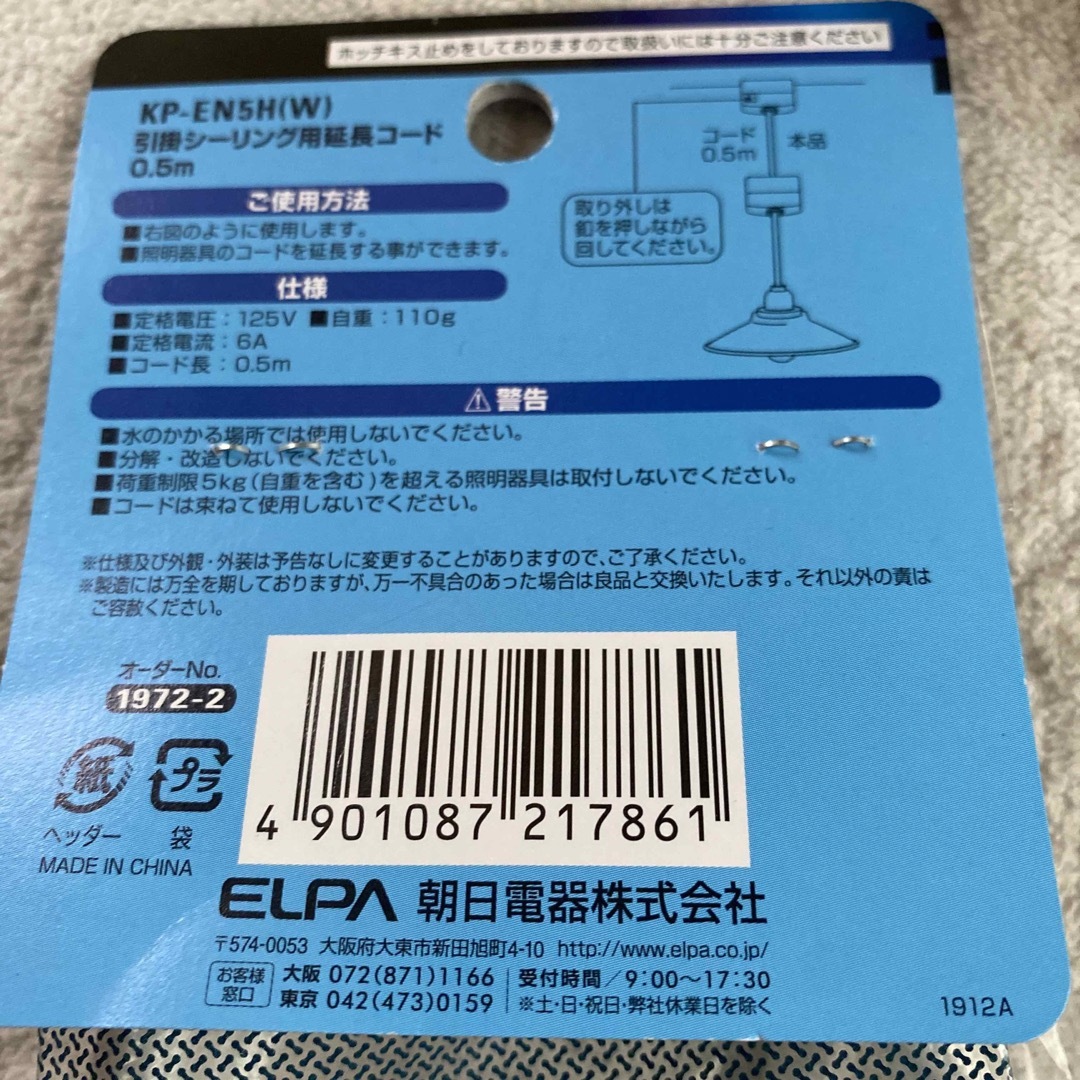 ホッチキス止めをしておりますので取扱いには十分ご注意ください
KP-EN5H(W)
引掛シーリング用延長コード
0.5m
ご使用方法
■右図のように使用します。
■照明器具のコードを延長する事ができます。
コード
0.5m
本品
取り外しは
釦を押しながら
回してください。
仕様
■定格電圧：125V ■自重：110g
■定格電流：6A
■コード長：0.5m
⚠警告
■水のかかる場所では使用しないでください。
■分解・改造しないでください。
■荷重制限5kg(自重を含む)を超える照明器具は取付しないでください。
■コードは束ねて使用しないでください。
※仕様及び外観・外装は予告なしに変更することがありますので、ご了承ください。
※製造には万全を期しておりますが、万一不具合のあった場合は良品と交換いたします。それ以外の責は
ご容赦ください。
オーダーNo.
1972-2
紙
プラ
ヘッダー 袋
MADE IN CHINA
4 901087 217861
ELPA 朝日電器株式会社
〒574-0053 大阪府大東市新田旭町4-10 http://www.elpa.co.jp/
お客様
窓口
大阪 072(871)1166
東京 042(473)0159
受付時間／9:00〜17:30
※土・日・祝日・弊社休業日を除く
1912A